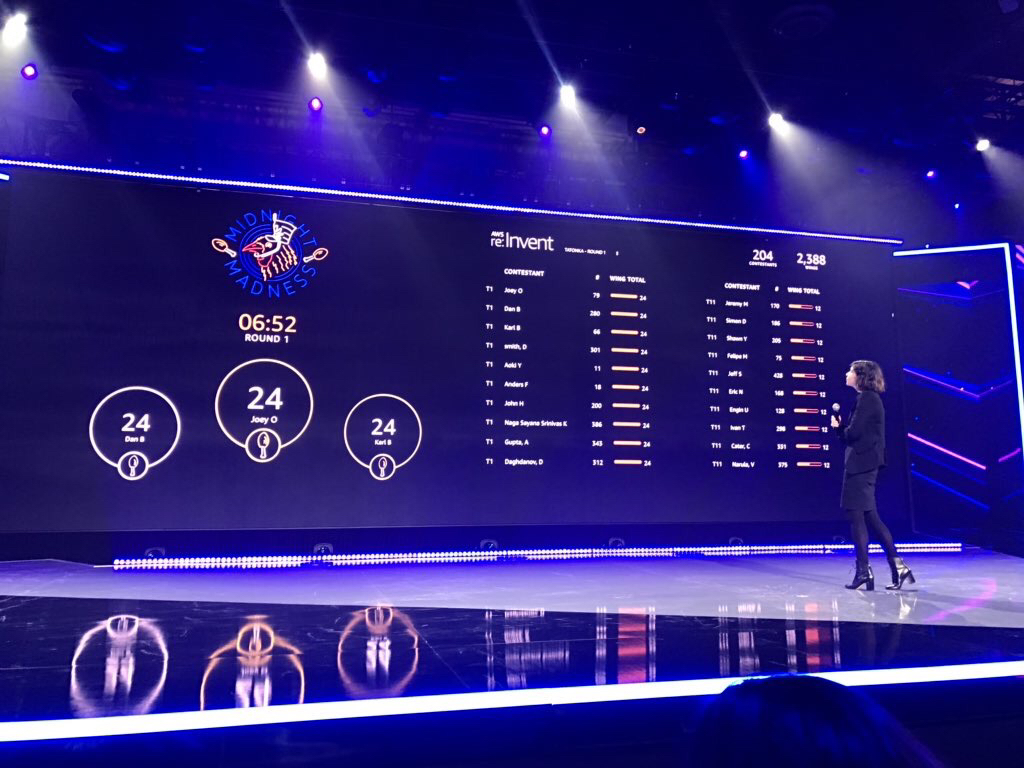 MIDNIGHT
MADNESS
06:52
ROUND 1
24
Joey O
24
Dan B
24
Karl B
AWS
re:Invent
TATONKA - ROUND 1
204
CONTESTANTS
2,388
WINGS
CONTESTANT # WING TOTAL
T1 Joey O 79 24
T1 Dan B 280 24
T1 Karl B 66 24
T1 smith, D 301 24
T1 Aoki Y 11 24
T1 Anders F 18 24
T1 John H 200 24
T1 Naga Sayana Srinivas K 586 24
T1 Gupta, A 343 24
T1 Daghdanov, D 312 24
CONTESTANT # WING TOTAL
T11 Jeremy H 170 12
T11 Simon D 186 12
T11 Shawn Y 205 12
T11 Felipe M 75 12
T11 Jeff S 428 12
T11 Eric N 168 12
T11 Engin U 128 12
T11 Ivan T 12
T11 Cater, C 331 12
T11 Narula, V 375 12